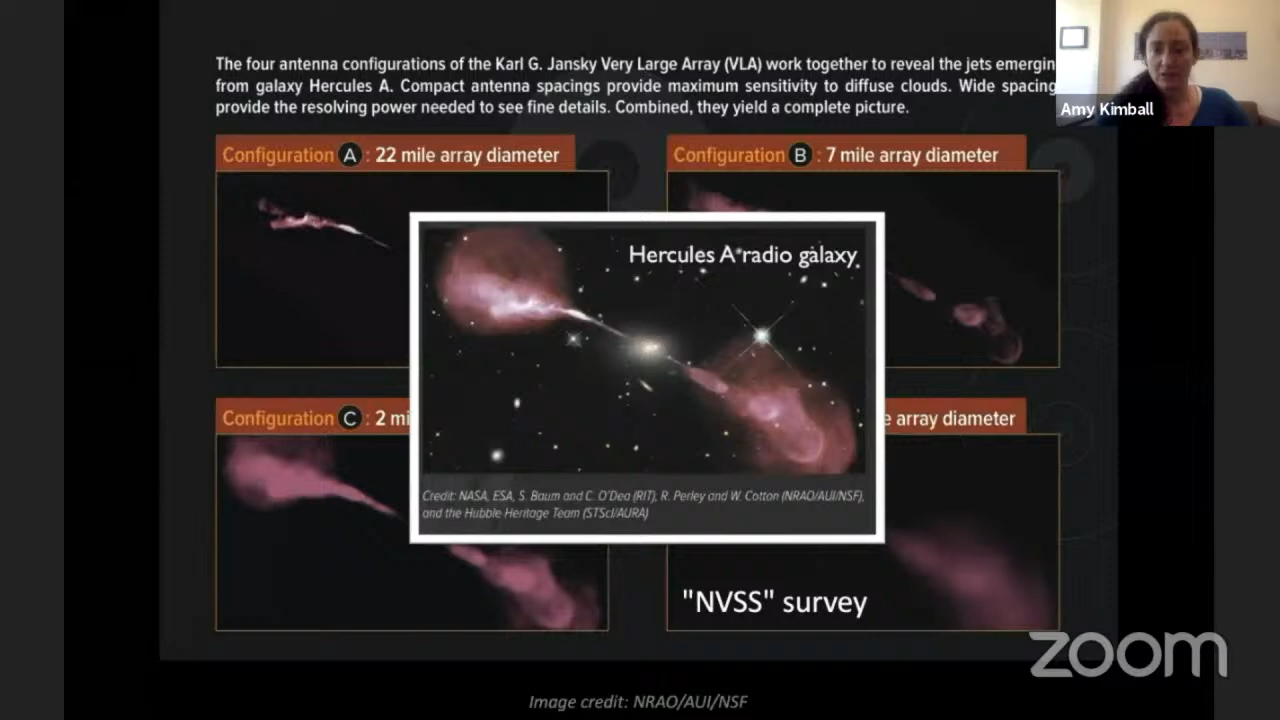 The four antenna configurations of the Karl G. Jansky Very Large Array (VLA) work together to reveal the jets emergin
from galaxy Hercules A. Compact antenna spacings provide maximum sensitivity to diffuse clouds. Wide spacing
provide the resolving power needed to see fine details. Combined, they yield a complete picture.
Amy Kimball
Configuration A : 22 mile array diameter
Configuration B : 7 mile array diameter
Hercules A radio galaxy
Configuration C : 2 mi
e array diameter
Credit: NASA, ESA, S. Baum and C. O'Dea (RIT), R. Perley and W. Cotton (NRAO/AUI/NSF),
and the Hubble Heritage Team (STScI/AURA)
"NVSS" survey
zoom
Image credit: NRAO/AUI/NSF